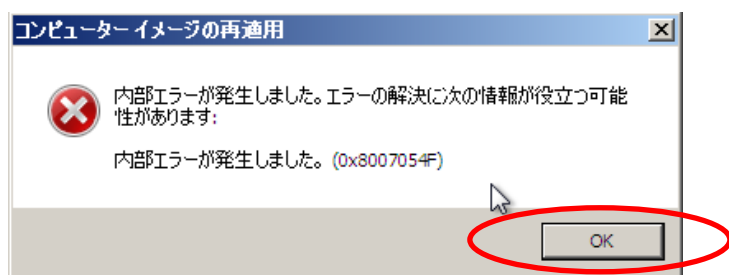 コンピューター イメージの再適用
内部エラーが発生しました。エラーの解決に次の情報が役立つ可能
性があります:
内部エラーが発生しました。(0x8007054F)
OK